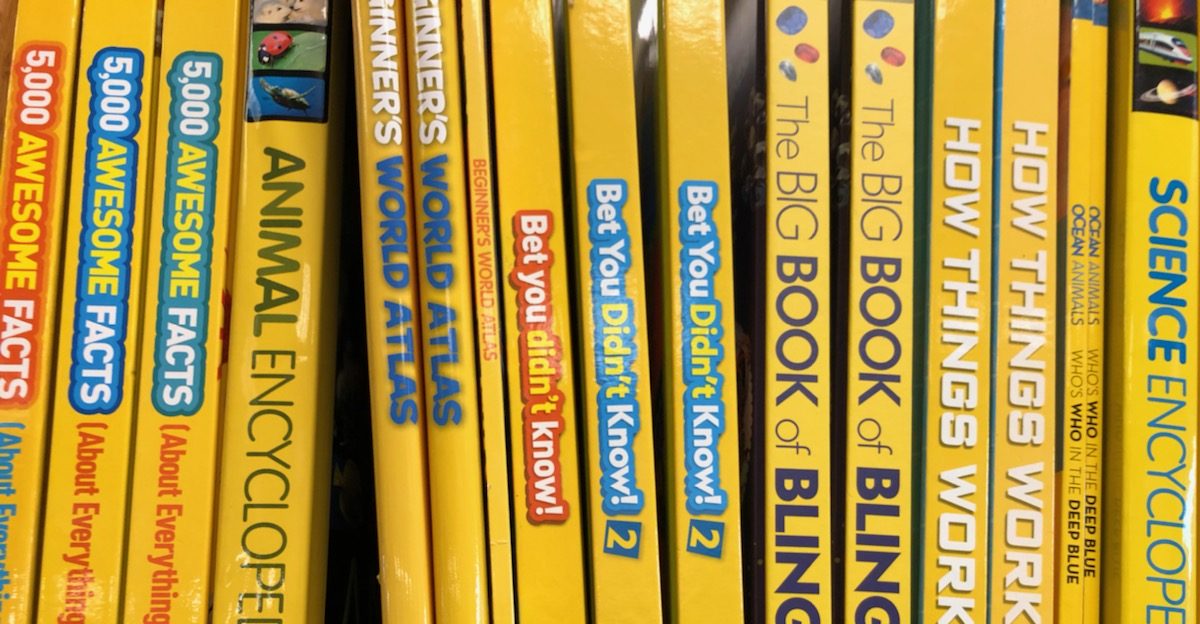 5,000 AWESOME FACTS (About Everything
5,000 AWESOME FACTS (About Everything
5,000 AWESOME FACTS (About Everything
ANIMAL ENCYCLOPE
INNER'S WORLD ATLAS
INNER'S WORLD ATLAS
BEGINNER'S WORLD ATLAS
Bet you didn't know!
Bet You Didn't Know! 2
Bet You Didn't Know! 2
The BIG BOOK of BLING
The BIG BOOK of BLING
HOW THINGS WORK
HOW THINGS WORK
OCEAN ANIMALS WHO'S WHO IN THE DEEP BLUE
OCEAN ANIMALS WHO'S WHO IN THE DEEP BLUE
SCIENCE ENCYCLOPE